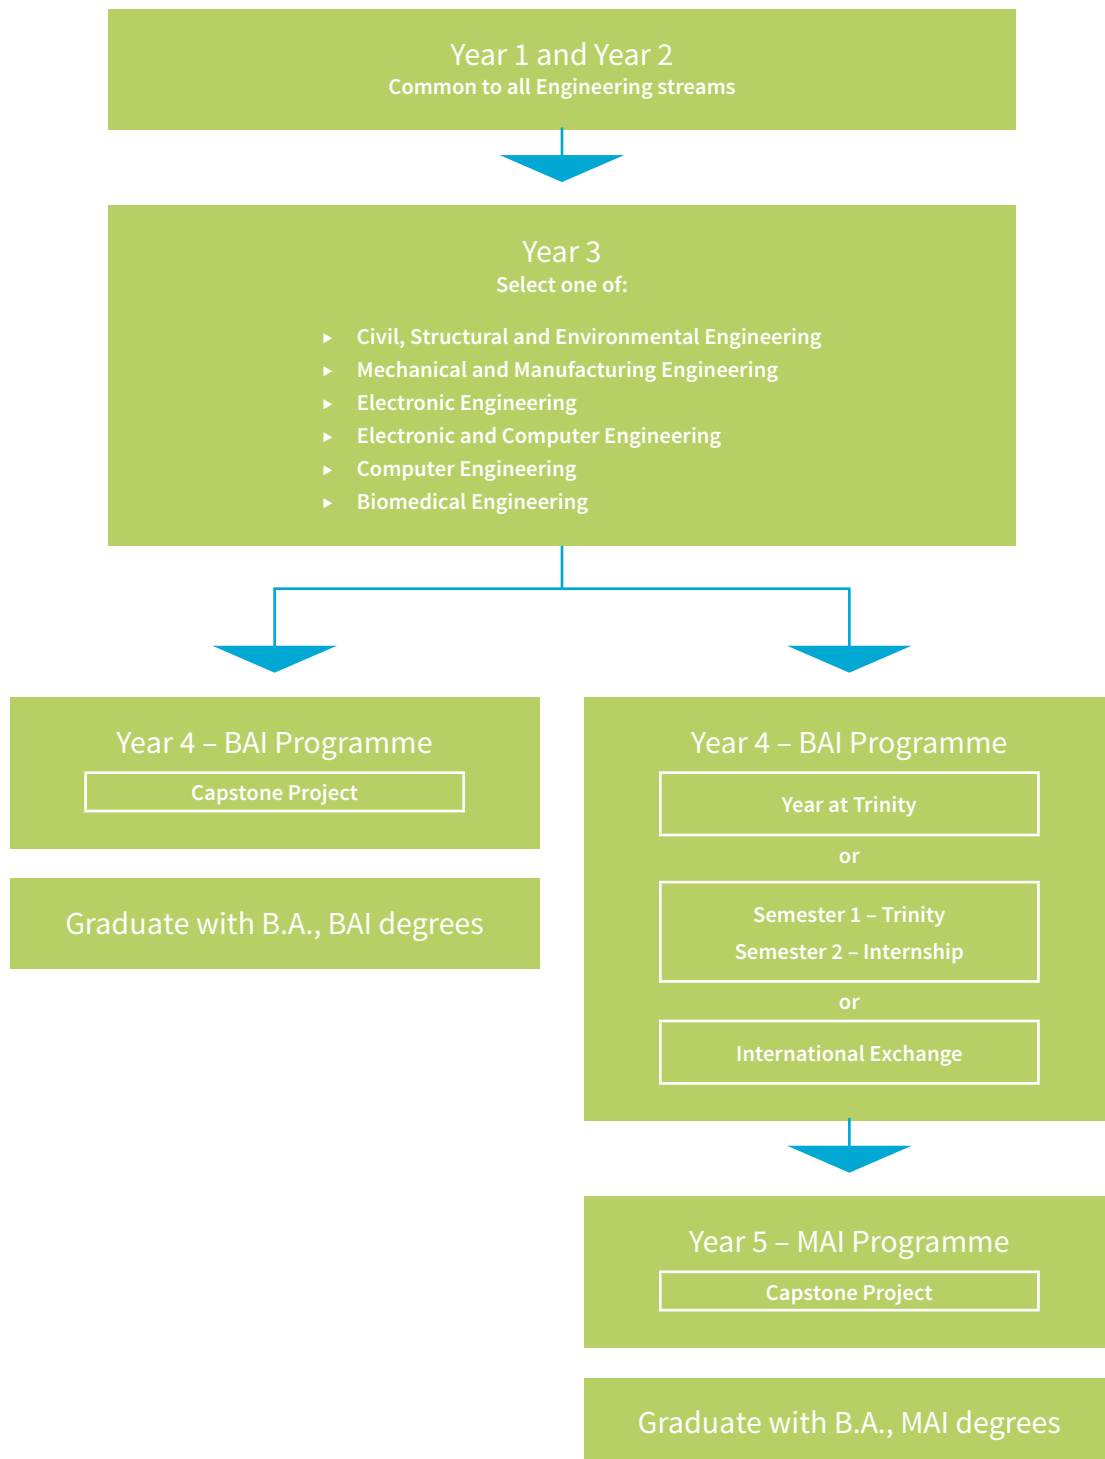 Year 1 and Year 2
Common to all Engineering streams
Year 3
Select one of:
Civil, Structural and Environmental Engineering
Mechanical and Manufacturing Engineering
Electronic Engineering
Electronic and Computer Engineering
Computer Engineering
Biomedical Engineering
Year 4 – BAI Programme
Capstone Project
Graduate with B.A., BAI degrees
Year 4 – BAI Programme
Year at Trinity
or
Semester 1 – Trinity
Semester 2 – Internship
or
International Exchange
Year 5 – MAI Programme
Capstone Project
Graduate with B.A., MAI degrees